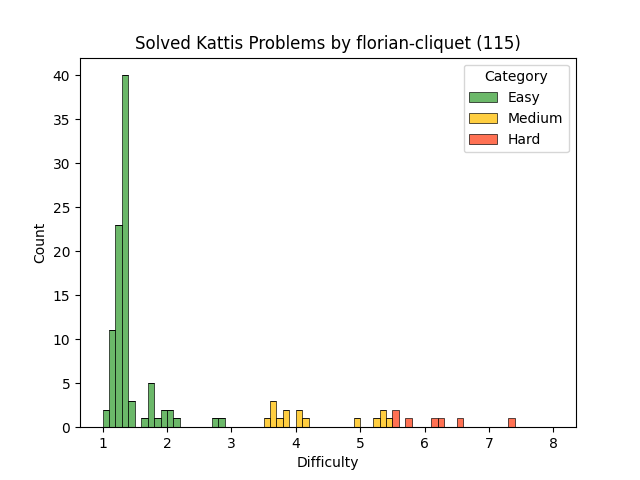 Solved Kattis Problems by florian-cliquet (115)
Category
Easy
Medium
Hard
40
35
30
25
20
15
10
5
0
Count
1 2 3 4 5 6 7 8
Difficulty